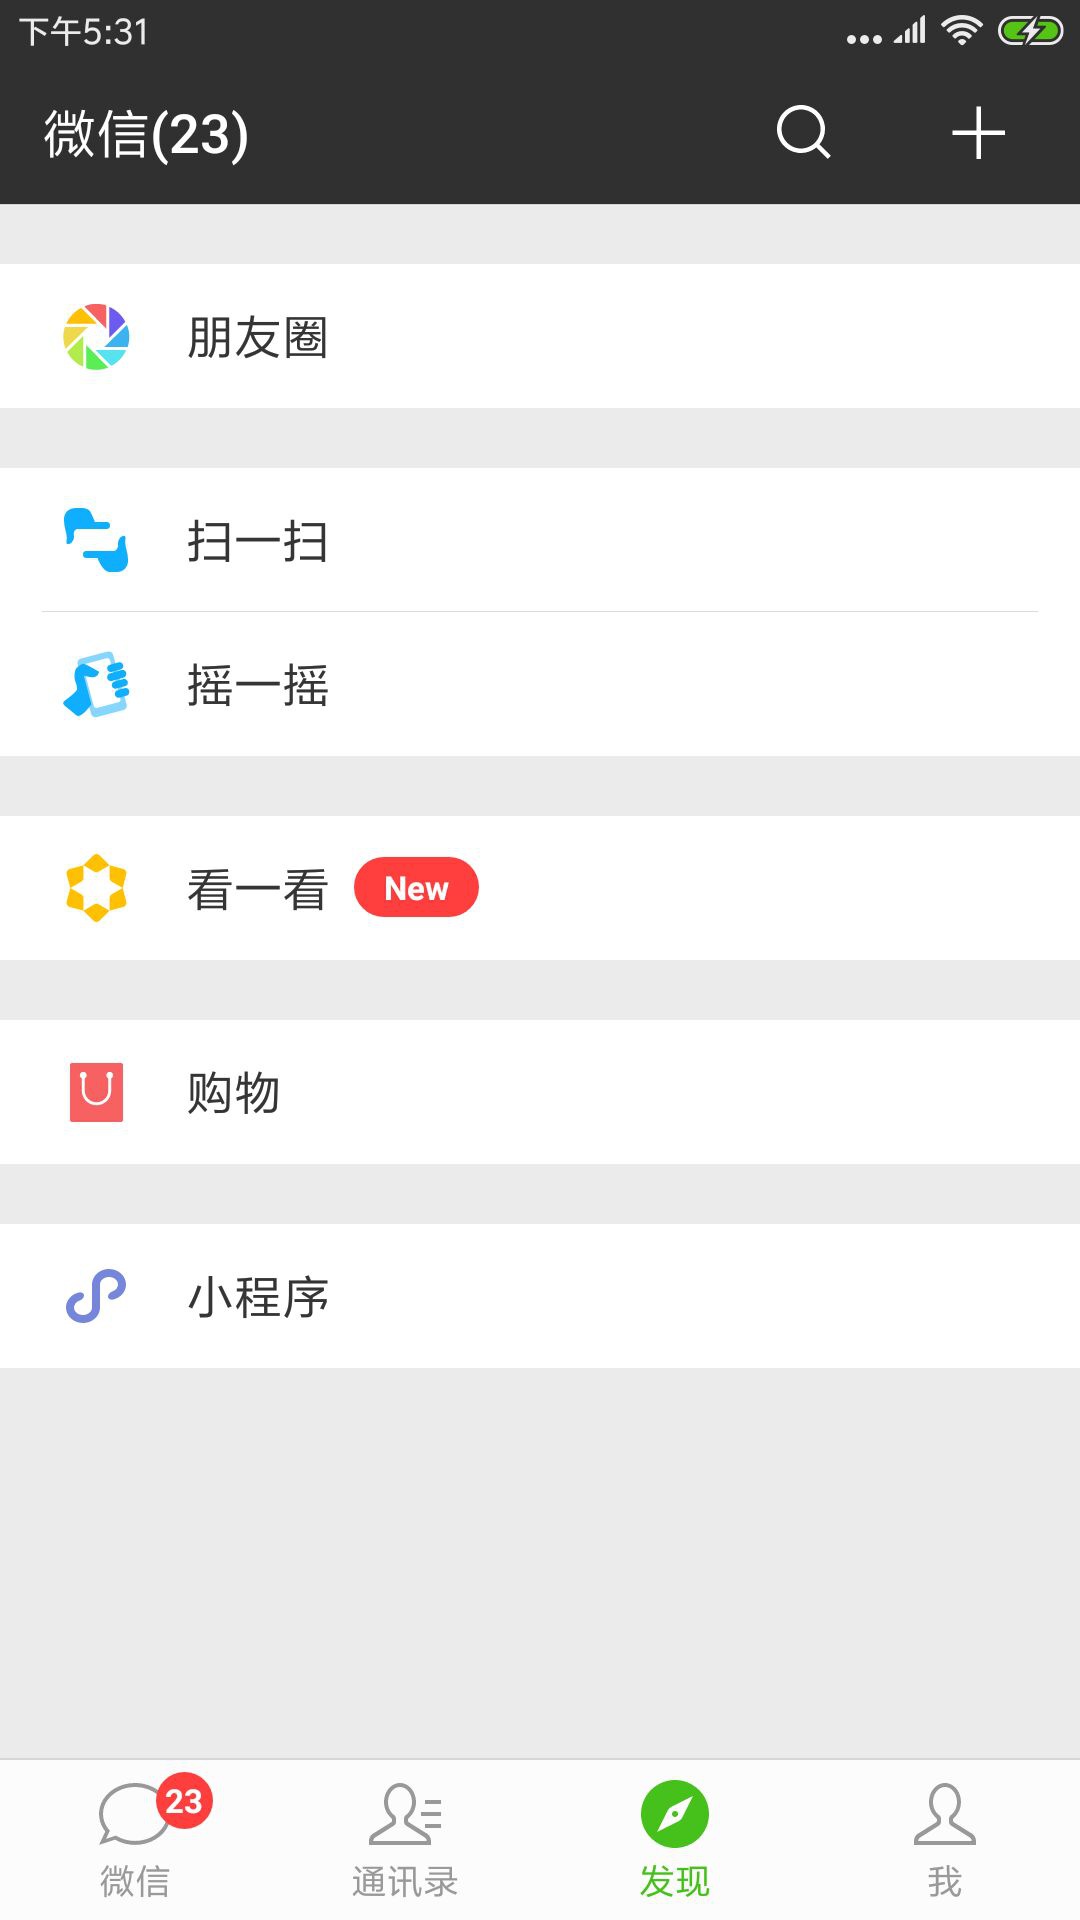 下午5:31
微信(23)
朋友圈
扫一扫
摇一摇
看一看 New
购物
小程序
23
微信 通讯录 发现 我